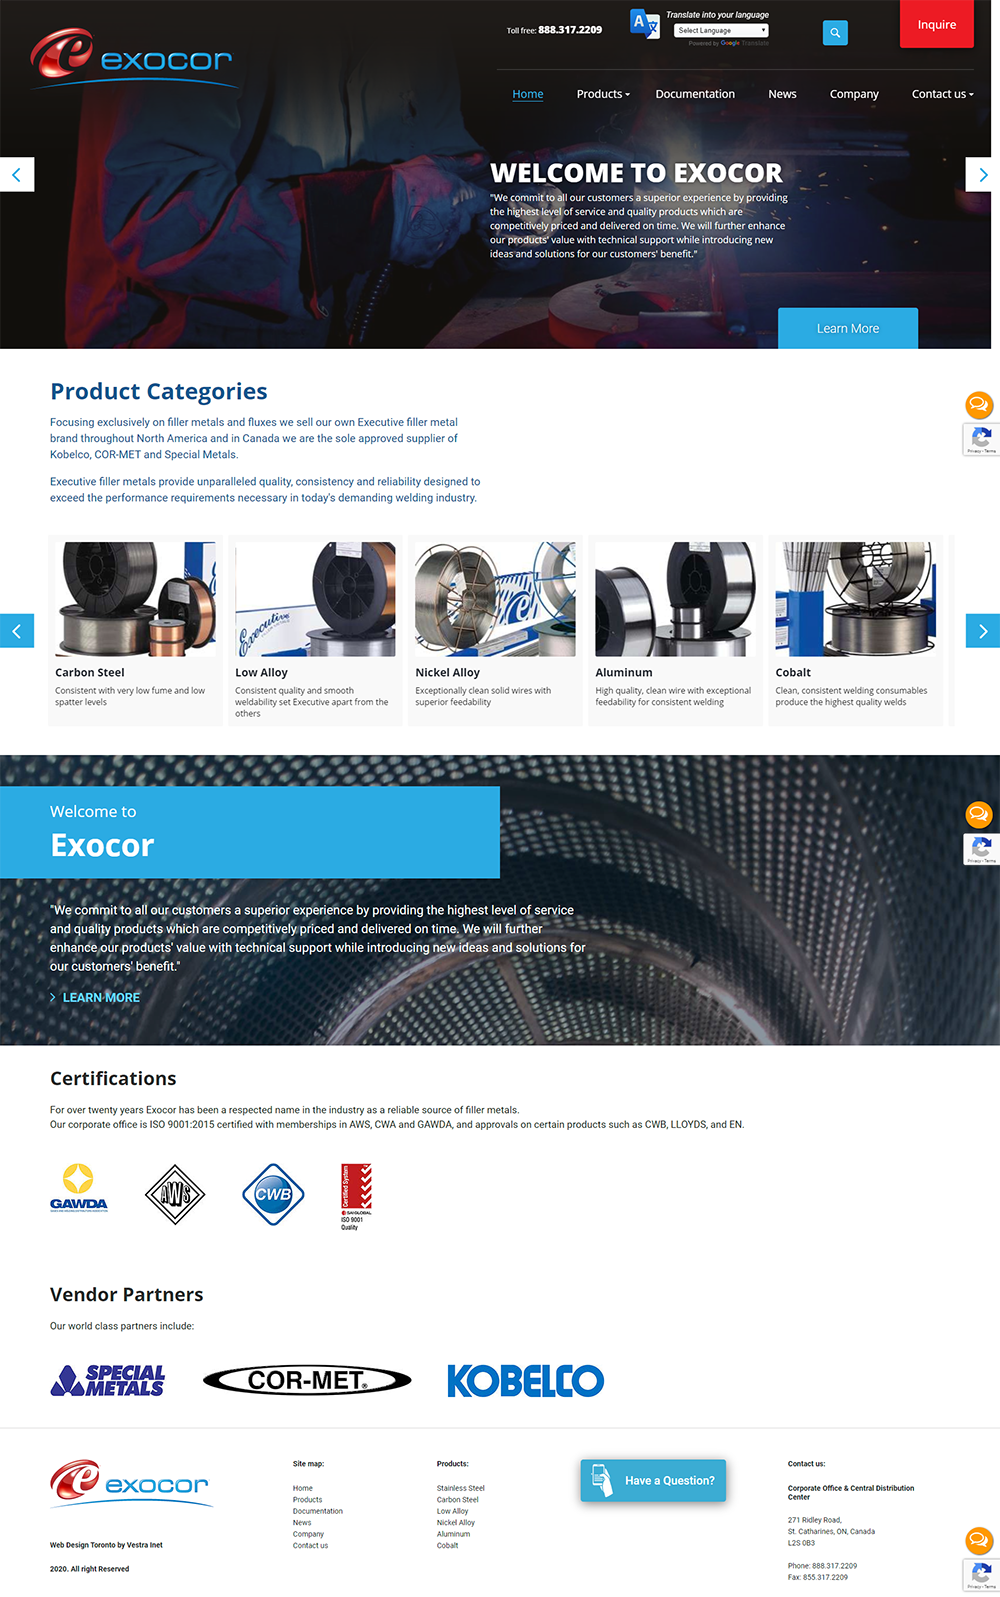 Toll free: 888.317.2209
Translate into your language
Select Language
Powered by Google Translate
Inquire
exocor
Home
Products
Documentation
News
Company
Contact us
WELCOME TO EXOCOR
"We commit to all our customers a superior experience by providing
the highest level of service and quality products which are
competitively priced and delivered on time. We will further enhance
our products' value with technical support while introducing new
ideas and solutions for our customers' benefit."
Learn More
Product Categories
Focusing exclusively on filler metals and fluxes we sell our own Executive filler metal
brand throughout North America and in Canada we are the sole approved supplier of
Kobelco, COR-MET and Special Metals.
Executive filler metals provide unparalleled quality, consistency and reliability designed to
exceed the performance requirements necessary in today's demanding welding industry.
Privacy - Terms
Executive
Carbon Steel
Consistent with very low fume and low
spatter levels
Low Alloy
Consistent quality and smooth
weldability set Executive apart from the
others
Nickel Alloy
Exceptionally clean solid wires with
superior feedability
Aluminum
High quality, clean wire with exceptional
feedability for consistent welding
Cobalt
Clean, consistent welding consumables
produce the highest quality welds
Welcome to
Exocor
Privacy - Terms
"We commit to all our customers a superior experience by providing the highest level of service
and quality products which are competitively priced and delivered on time. We will further
enhance our products' value with technical support while introducing new ideas and solutions for
our customers' benefit."
LEARN MORE
Certifications
For over twenty years Exocor has been a respected name in the industry as a reliable source of filler metals.
Our corporate office is ISO 9001:2015 certified with memberships in AWS, CWA and GAWDA, and approvals on certain products such as CWB, LLOYDS, and EN.
GAWDA
AWS
CWB
Certified System
SAI GLOBAL
ISO 9001
Quality
Vendor Partners
Our world class partners include:
SPECIAL
METALS
COR-MET®
KOBELCO
exocor
Web Design Toronto by Vestra Inet
2020. All right Reserved
Site map:
Home
Products
Documentation
News
Company
Contact us
Products:
Stainless Steel
Carbon Steel
Low Alloy
Nickel Alloy
Aluminum
Cobalt
Have a Question?
Contact us:
Corporate Office & Central Distribution
Center
271 Ridley Road,
St. Catharines, ON, Canada
L2S 0B3
Phone: 888.317.2209
Fax: 855.317.2209
Privacy - Terms